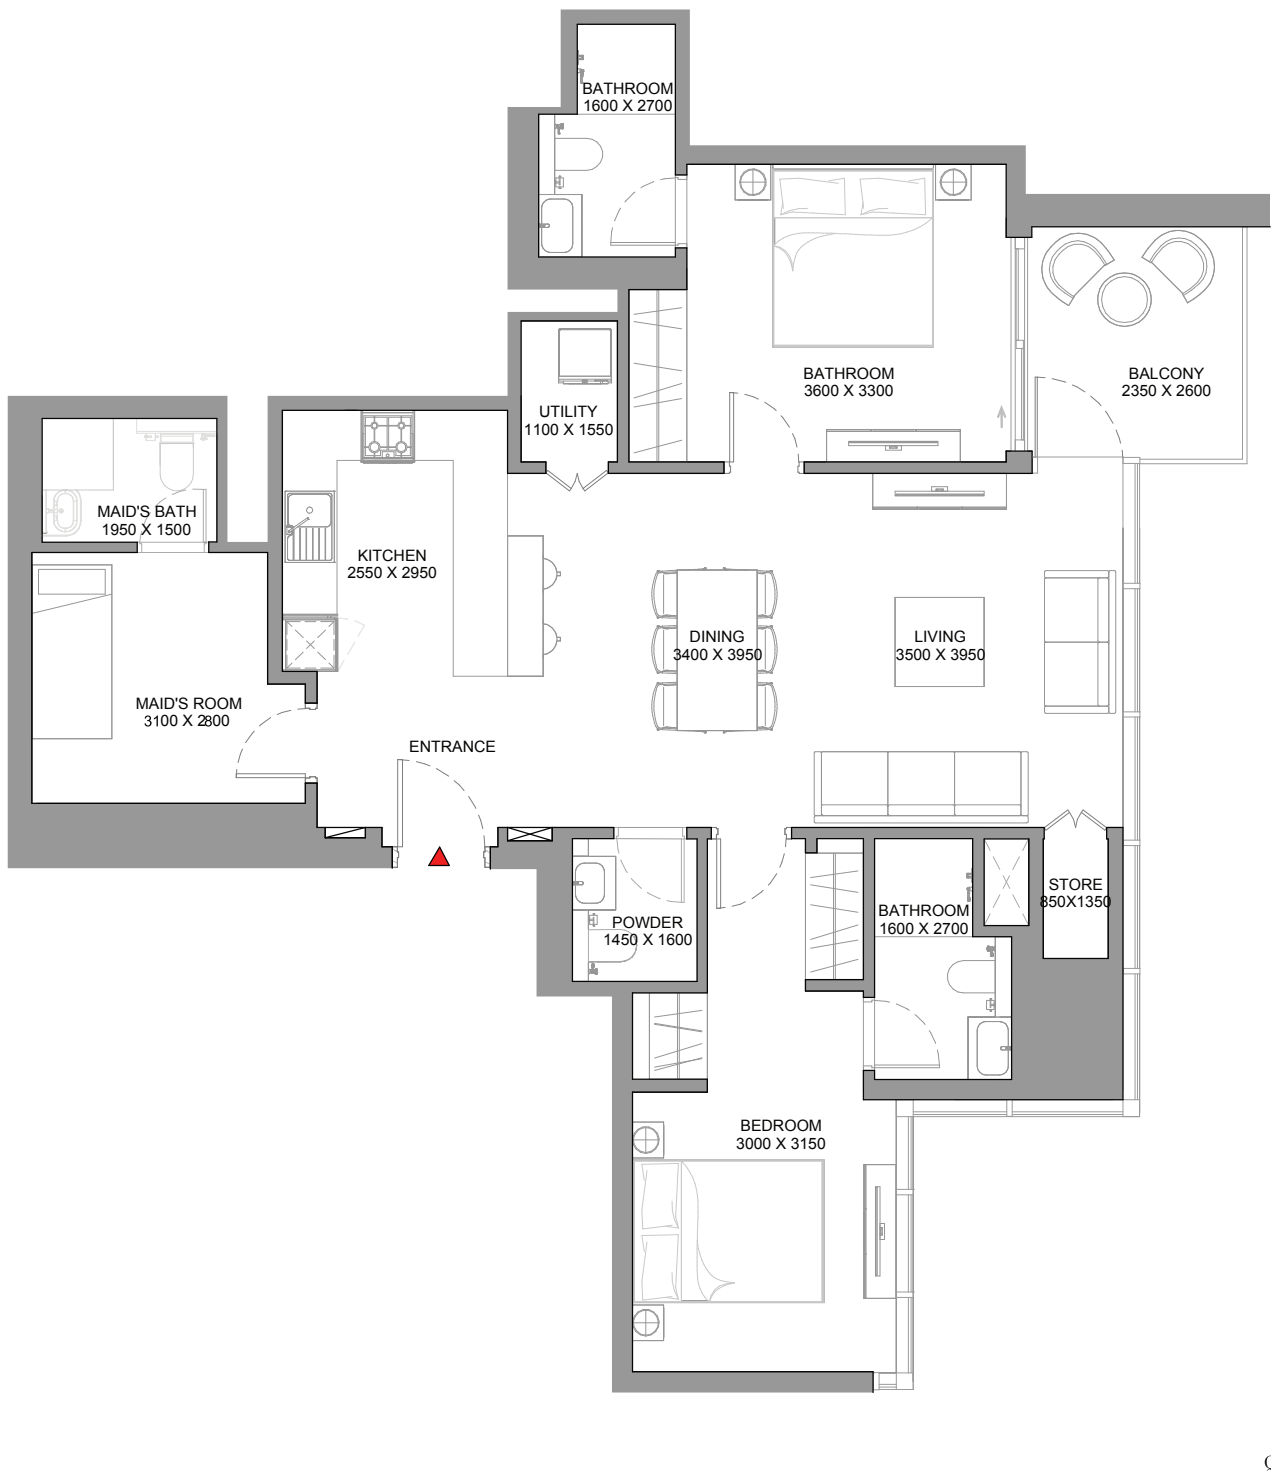 BATHROOM
1600 X 2700
BATHROOM
3600 X 3300
BALCONY
2350 X 2600
UTILITY
1100 X 1550
MAID'S BATH
1950 X 1500
KITCHEN
2550 X 2950
DINING
3400 X 3950
LIVING
3500 X 3950
MAID'S ROOM
3100 X 2800
ENTRANCE
STORE
850X1350
BATHROOM
1600 X 2700
POWDER
1450 X 1600
BEDROOM
3000 X 3150